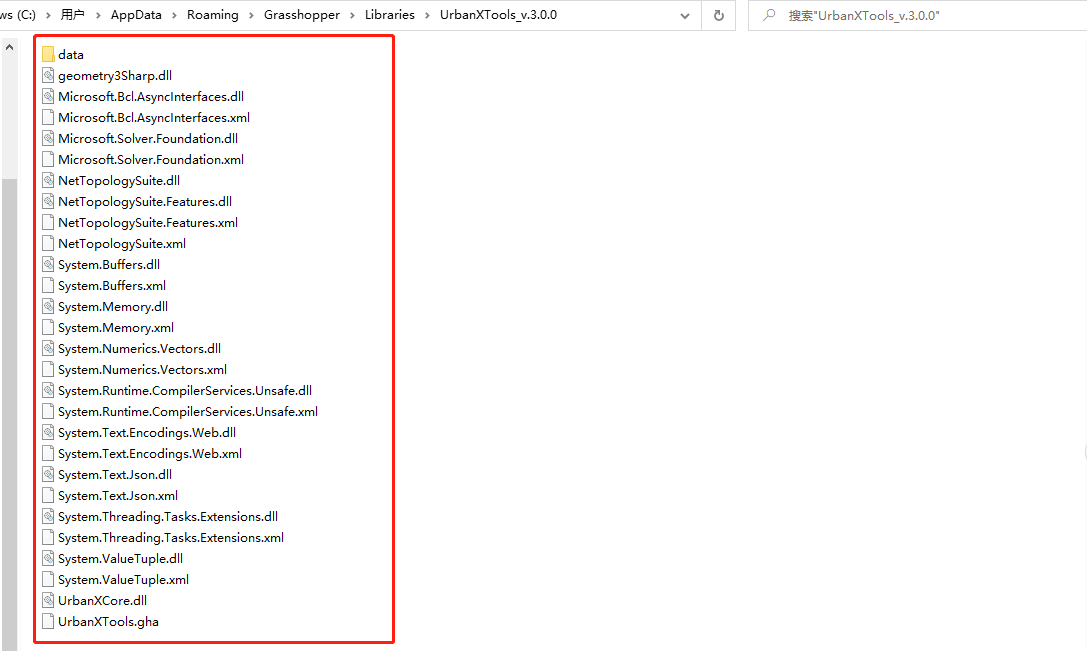 ws (C:) › 用户 › AppData › Roaming › Grasshopper › Libraries › UrbanXTools_v.3.0.0
搜索"UrbanXTools_v.3.0.0"
data
geometry3Sharp.dll
Microsoft.Bcl.AsyncInterfaces.dll
Microsoft.Bcl.AsyncInterfaces.xml
Microsoft.Solver.Foundation.dll
Microsoft.Solver.Foundation.xml
NetTopologySuite.dll
NetTopologySuite.Features.dll
NetTopologySuite.Features.xml
NetTopologySuite.xml
System.Buffers.dll
System.Buffers.xml
System.Memory.dll
System.Memory.xml
System.Numerics.Vectors.dll
System.Numerics.Vectors.xml
System.Runtime.CompilerServices.Unsafe.dll
System.Runtime.CompilerServices.Unsafe.xml
System.Text.Encodings.Web.dll
System.Text.Encodings.Web.xml
System.Text.Json.dll
System.Text.Json.xml
System.Threading.Tasks.Extensions.dll
System.Threading.Tasks.Extensions.xml
System.ValueTuple.dll
System.ValueTuple.xml
UrbanXCore.dll
UrbanXTools.gha